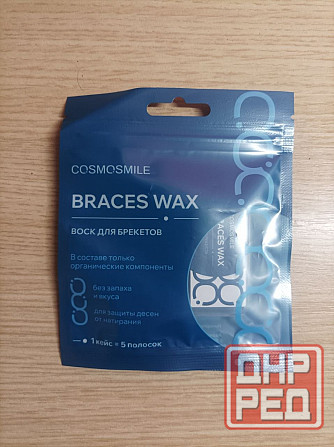 COSMOSMILE
BRACES WAX
ВОСК ДЛЯ БРЕКЕТОВ
В составе только
органические компоненты
без запаха
и вкуса
для защиты десен
от натирания
1 кейс = 5 полосок
ACES WAX
ДНР
РЕД